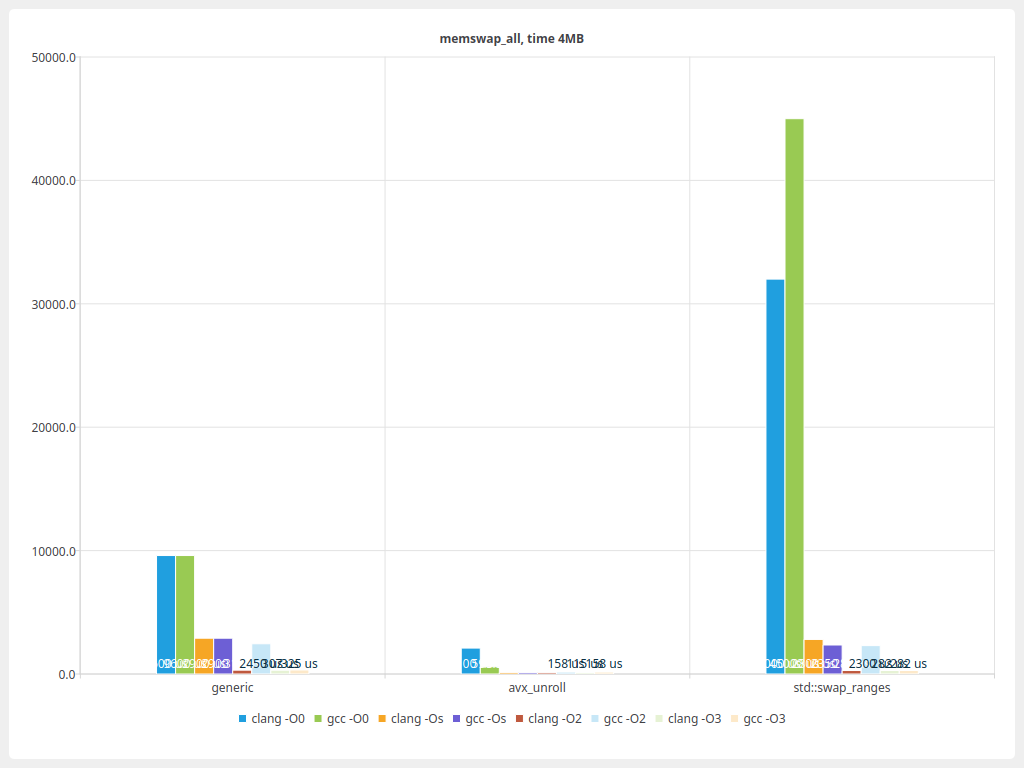 memswap_all, time 4MB
50000.0
40000.0
30000.0
20000.0
10000.0
0.0
generic
avx_unroll
std::swap_ranges
clang -O0
gcc -O0
clang -Os
gcc -Os
clang -O2
gcc -O2
clang -O3
gcc -O3